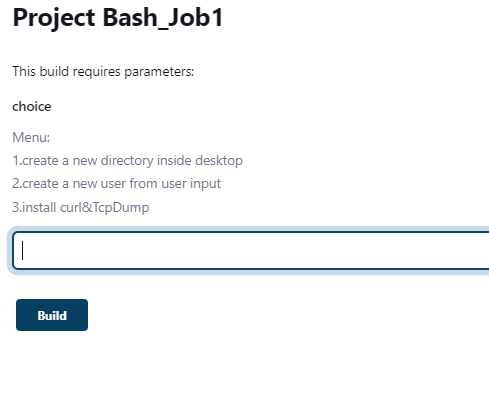 Project Bash_Job1
This build requires parameters:
choice
Menu:
1.create a new directory inside desktop
2.create a new user from user input
3.install curl&TcpDump
Build